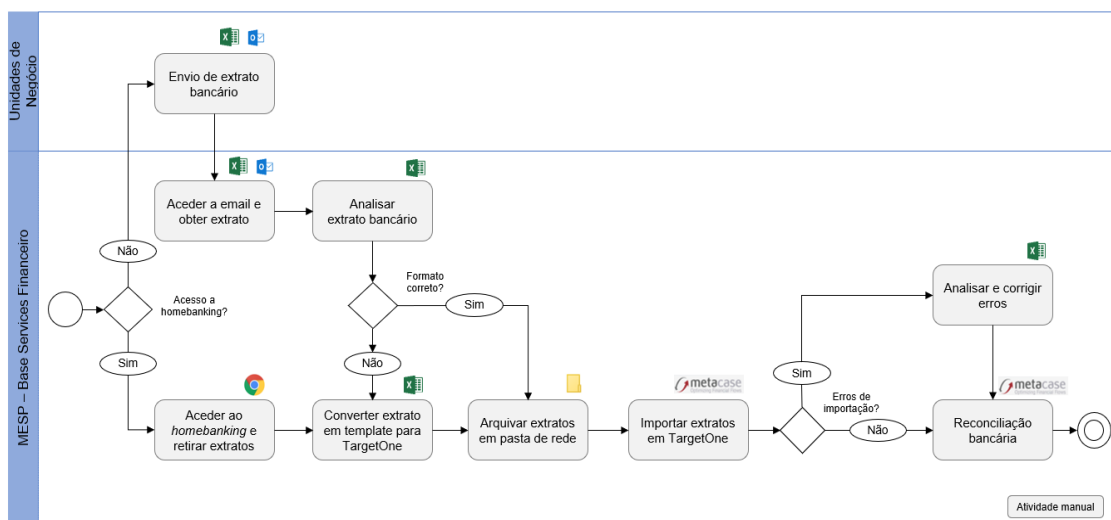 Unidades de
Negócio
Envio de extrato
bancário
MESP – Base Services Financeiro
Aceder a email e
obter extrato
Analisar
extrato bancário
Não
Acesso a
homebanking?
Formato
correto?
Sim
Analisar e corrigir
erros
Sim
Não
Sim
Aceder ao
homebanking e
retirar extratos
Converter extrato
em template para
TargetOne
Arquivar extratos
em pasta de rede
metacase
Importar extratos
em TargetOne
Erros de
importação?
Não
metacase
Reconciliação
bancária
Atividade manual